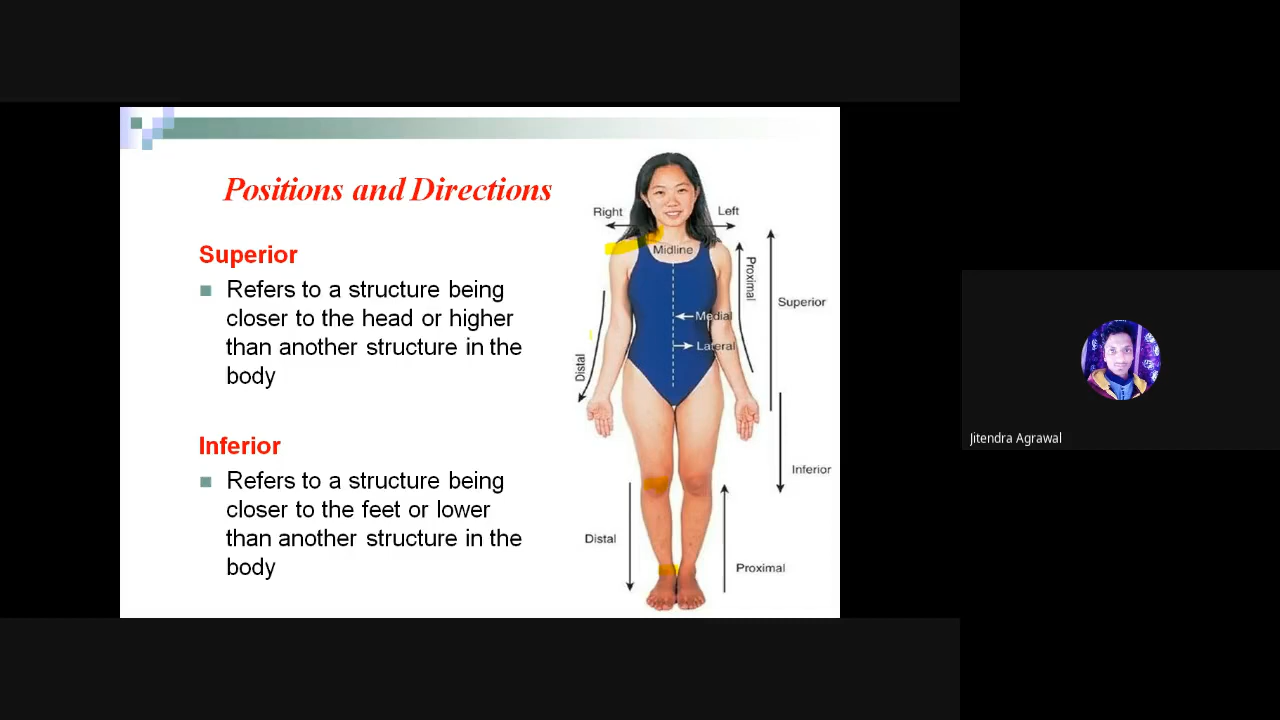 Positions and Directions
Superior
Refers to a structure being
closer to the head or higher
than another structure in the
body
Inferior
Refers to a structure being
closer to the feet or lower
than another structure in the
body
Right
Left
Midline
Proximal
Superior
Medial
Lateral
Distal
Inferior
Distal
Proximal
Jitendra Agrawal